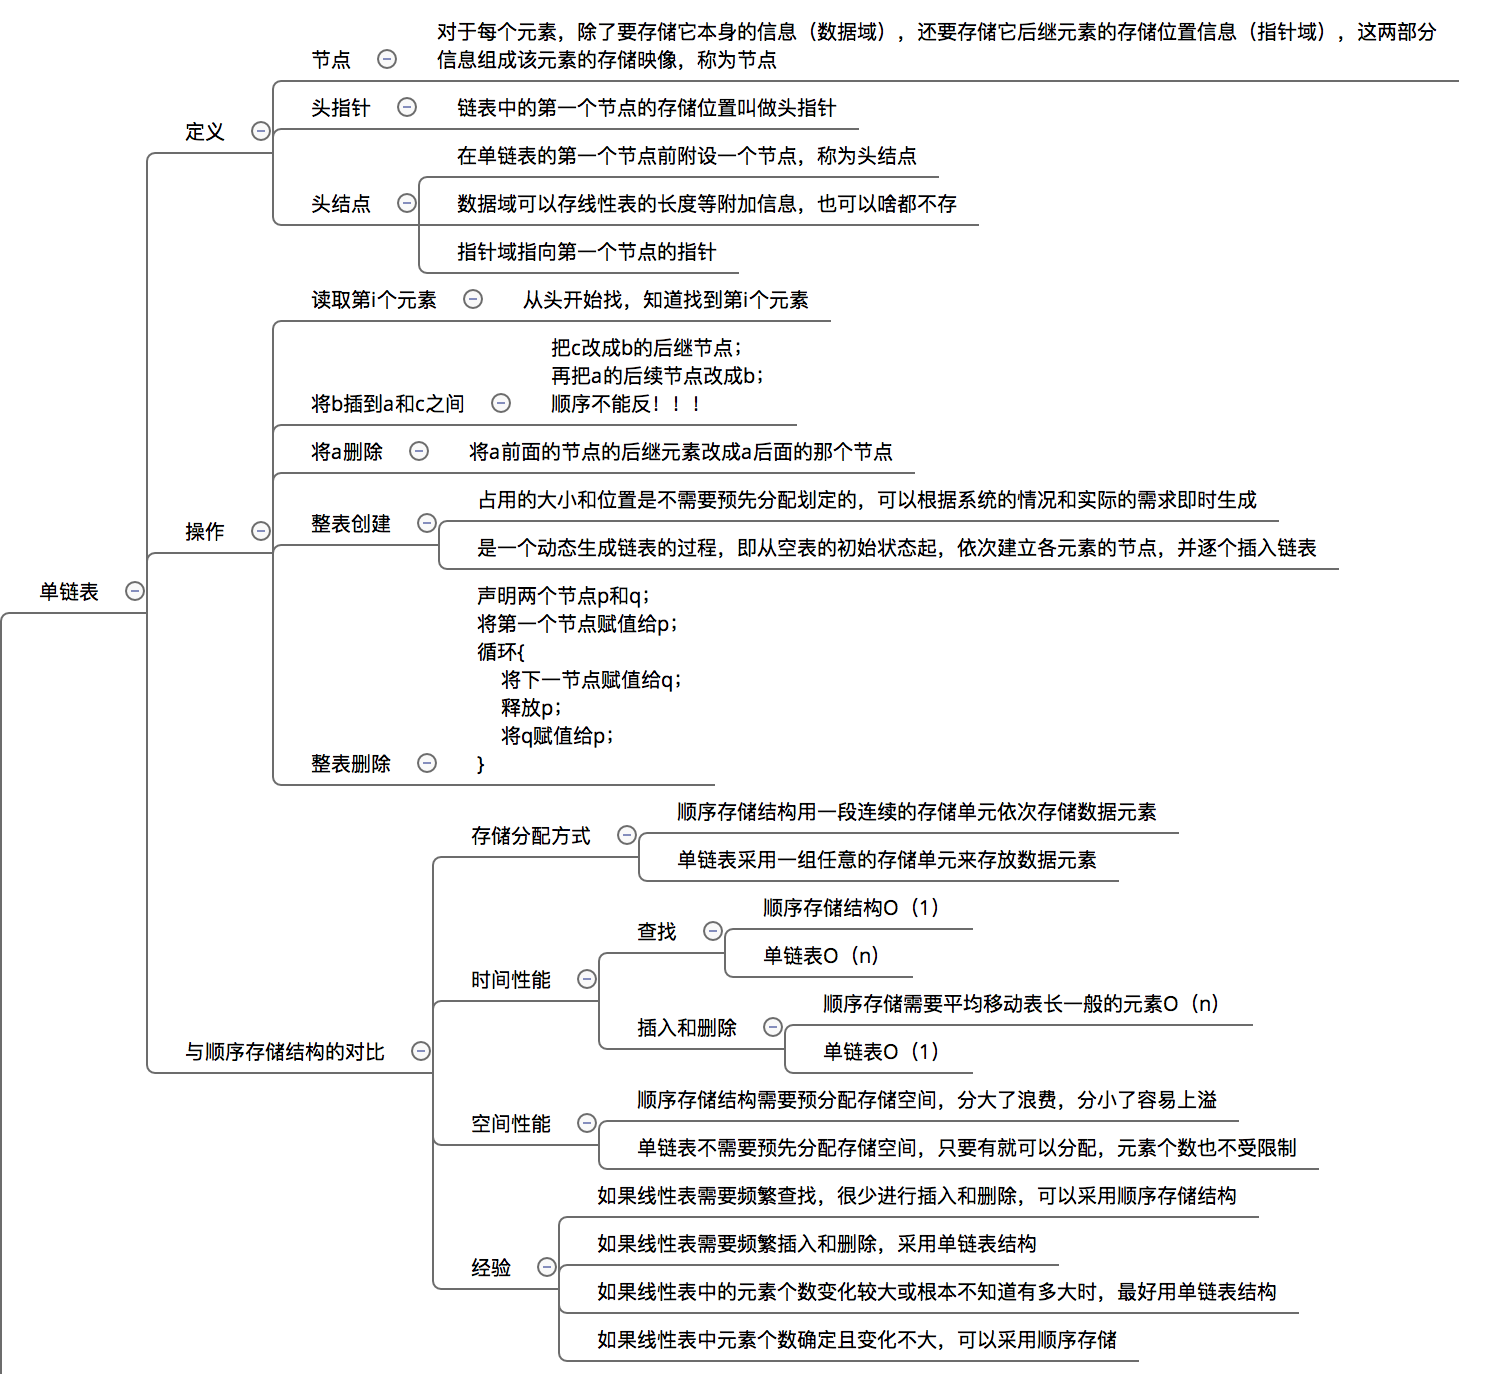 单链表
定义
节点
对于每个元素，除了要存储它本身的信息（数据域），还要存储它后继元素的存储位置信息（指针域），这两部分
信息组成该元素的存储映像，称为节点
头指针
链表中的第一个节点的存储位置叫做头指针
头结点
在单链表的第一个节点前附设一个节点，称为头结点
数据域可以存线性表的长度等附加信息，也可以啥都不存
指针域指向第一个节点的指针
操作
读取第i个元素
从头开始找，知道找到第i个元素
将b插到a和c之间
把c改成b的后继节点；
再把a的后续节点改成b；
顺序不能反！！！
将a删除
将a前面的节点的后继元素改成a后面的那个节点
整表创建
占用的大小和位置是不需要预先分配划定的，可以根据系统的情况和实际的需求即时生成
是一个动态生成链表的过程，即从空表的初始状态起，依次建立各元素的节点，并逐个插入链表
整表删除
声明两个节点p和q；
将第一个节点赋值给p；
循环{
将下一节点赋值给q；
释放p；
将q赋值给p；
}
与顺序存储结构的对比
存储分配方式
顺序存储结构用一段连续的存储单元依次存储数据元素
单链表采用一组任意的存储单元来存放数据元素
时间性能
查找
顺序存储结构O（1）
单链表O（n）
插入和删除
顺序存储需要平均移动表长一般的元素O（n）
单链表O（1）
空间性能
顺序存储结构需要预分配存储空间，分大了浪费，分小了容易上溢
单链表不需要预先分配存储空间，只要有就可以分配，元素个数也不受限制
经验
如果线性表需要频繁查找，很少进行插入和删除，可以采用顺序存储结构
如果线性表需要频繁插入和删除，采用单链表结构
如果线性表中的元素个数变化较大或根本不知道有多大时，最好用单链表结构
如果线性表中元素个数确定且变化不大，可以采用顺序存储